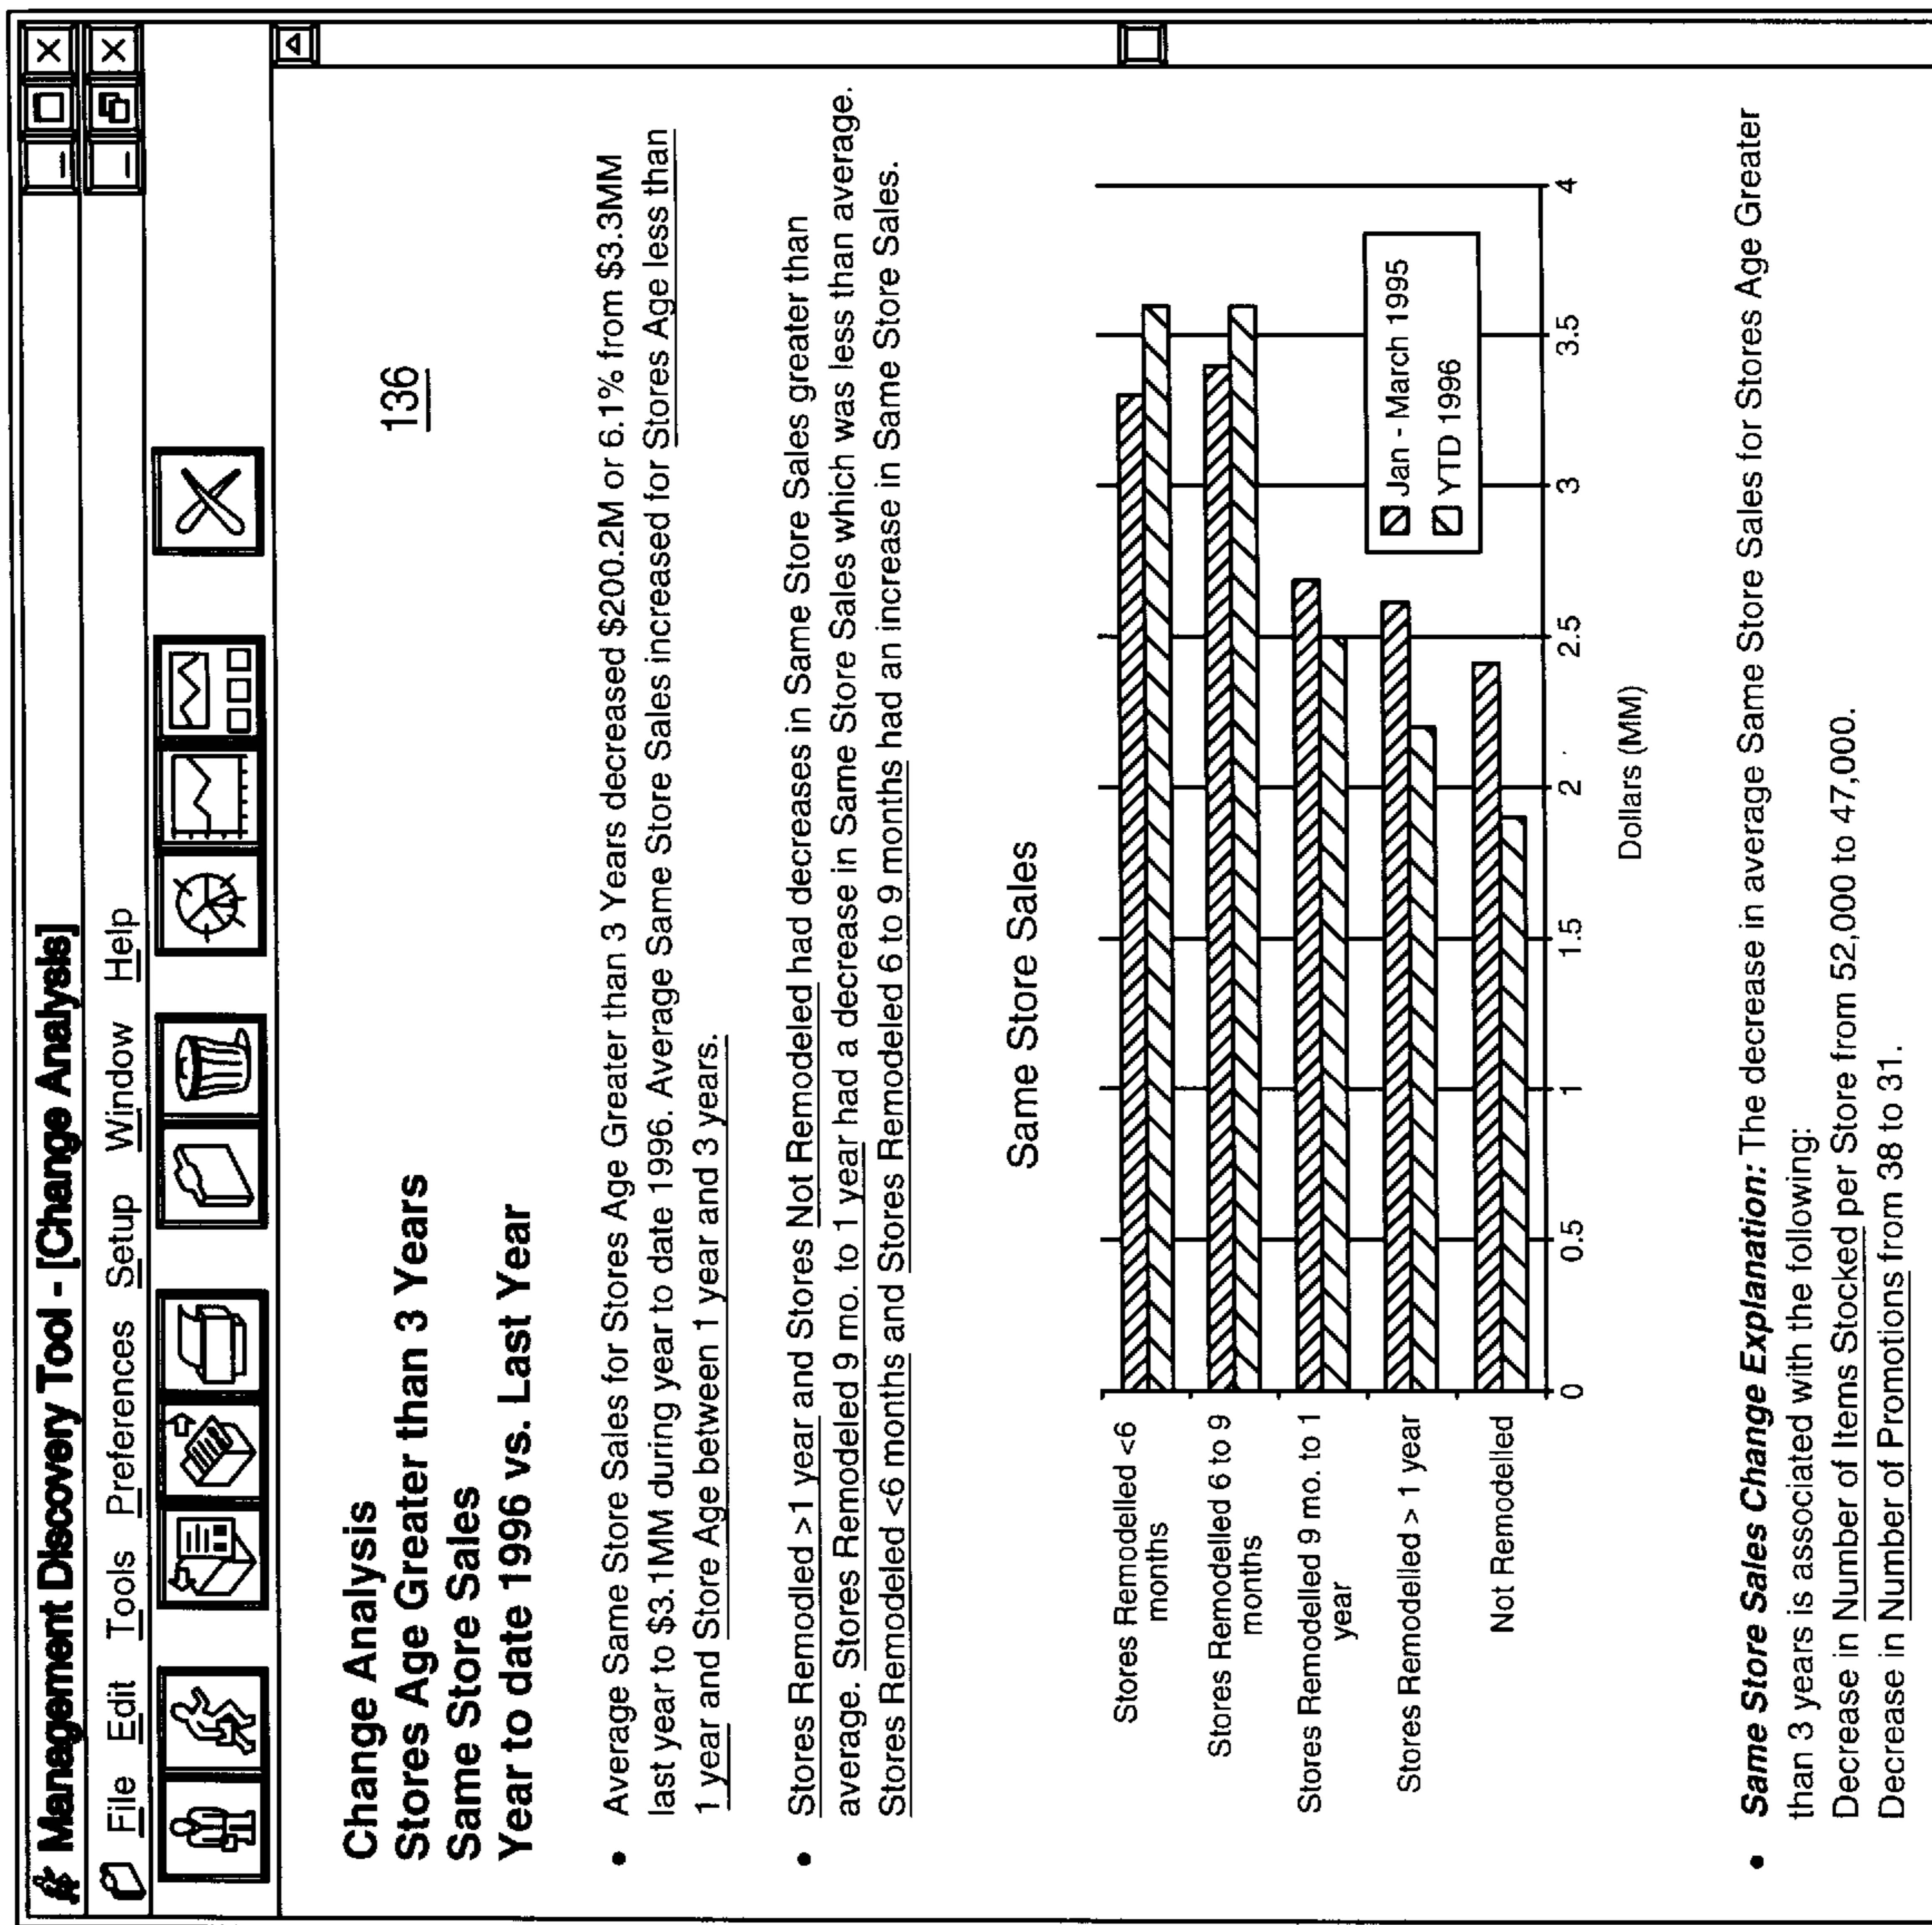 Management Discovery Tool - [Change Analysis]
File Edit Tools Preferences Setup Window Help
Change Analysis
Stores Age Greater than 3 Years
Same Store Sales
Year to date 1996 vs. Last Year
136
• Average Same Store Sales for Stores Age Greater than 3 Years decreased $200.2M or 6.1% from $3.3MM
last year to $3.1MM during year to date 1996. Average Same Store Sales increased for Stores Age less than
1 year and Store Age between 1 year and 3 years.
• Stores Remodled >1 year and Stores Not Remodeled had decreases in Same Store Sales greater than
average. Stores Remodeled 9 mo. to 1 year had a decrease in Same Store Sales which was less than average.
Stores Remodeled <6 months and Stores Remodeled 6 to 9 months had an increase in Same Store Sales.
Same Store Sales
Stores Remodelled <6
months
Stores Remodelled 6 to 9
months
Stores Remodelled 9 mo. to 1
year
Stores Remodelled > 1 year
Not Remodelled
Jan - March 1995
YTD 1996
0 0.5 1 1.5 2 2.5 3 3.5 4
Dollars (MM)
• Same Store Sales Change Explanation: The decrease in average Same Store Sales for Stores Age Greater
than 3 years is associated with the following:
Decrease in Number of Items Stocked per Store from 52,000 to 47,000.
Decrease in Number of Promotions from 38 to 31.